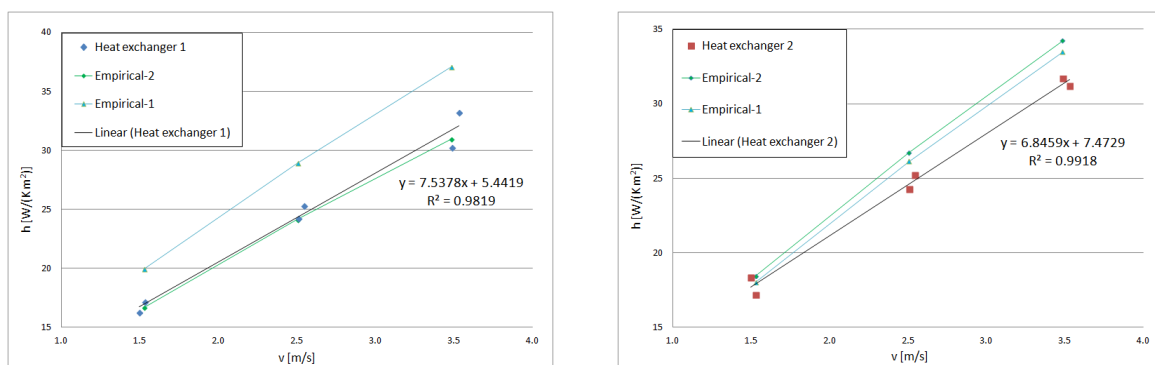 40
35
30
25
20
15
h [W/(K m²)]
Heat exchanger 1
Empirical-2
Empirical-1
Linear (Heat exchanger 1)
y = 7.5378x + 5.4419
R² = 0.9819
1.0 1.5 2.0 2.5 3.0 3.5 4.0
v [m/s]
35
30
25
20
15
h [W/(K m²)]
Heat exchanger 2
Empirical-2
Empirical-1
Linear (Heat exchanger 2)
y = 6.8459x + 7.4729
R² = 0.9918
1.0 1.5 2.0 2.5 3.0 3.5 4.0
v [m/s]